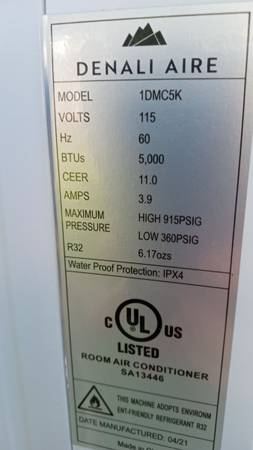 DENALI AIRE
MODEL 1DMC5K
VOLTS 115
Hz 60
BTUs 5,000
CEER 11.0
AMPS 3.9
MAXIMUM HIGH 915PSIG
PRESSURE LOW 360PSIG
R32 6.17ozs
Water Proof Protection: IPX4
C UL US
LISTED
ROOM AIR CONDITIONER
SA13446
THIS MACHINE ADOPTS ENVIRONM
ENT-FRIENDLY REFRIGERANT R32
DATE MANUFACTURED: 04/21
Made in